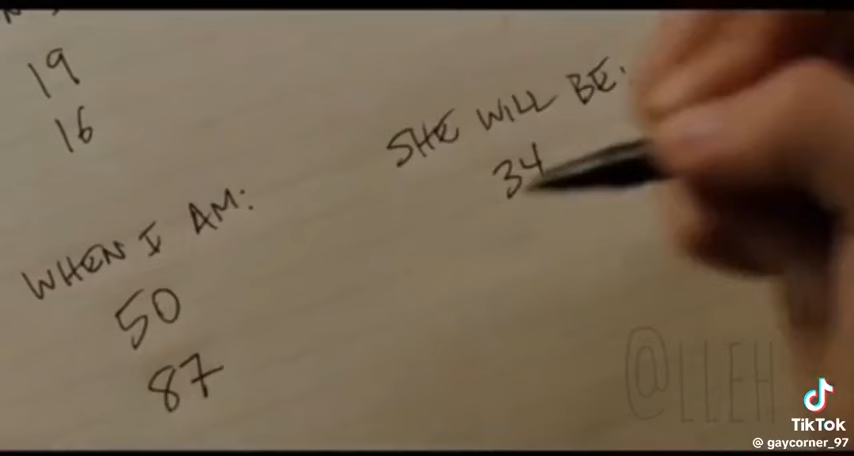 19
16
SHE WILL BE:
34
WHEN I AM:
50
87
@LLEH
TikTok
@gaycorner_97